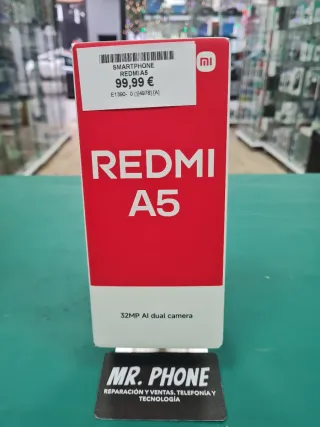 SMARTPHONE
REDMI A5
99,99 €
mi
REDMI
A5
32MP AI dual camera
MR. PHONE
REPARACIÓN Y VENTAS. TELEFONÍA Y
TECNOLOGÍA